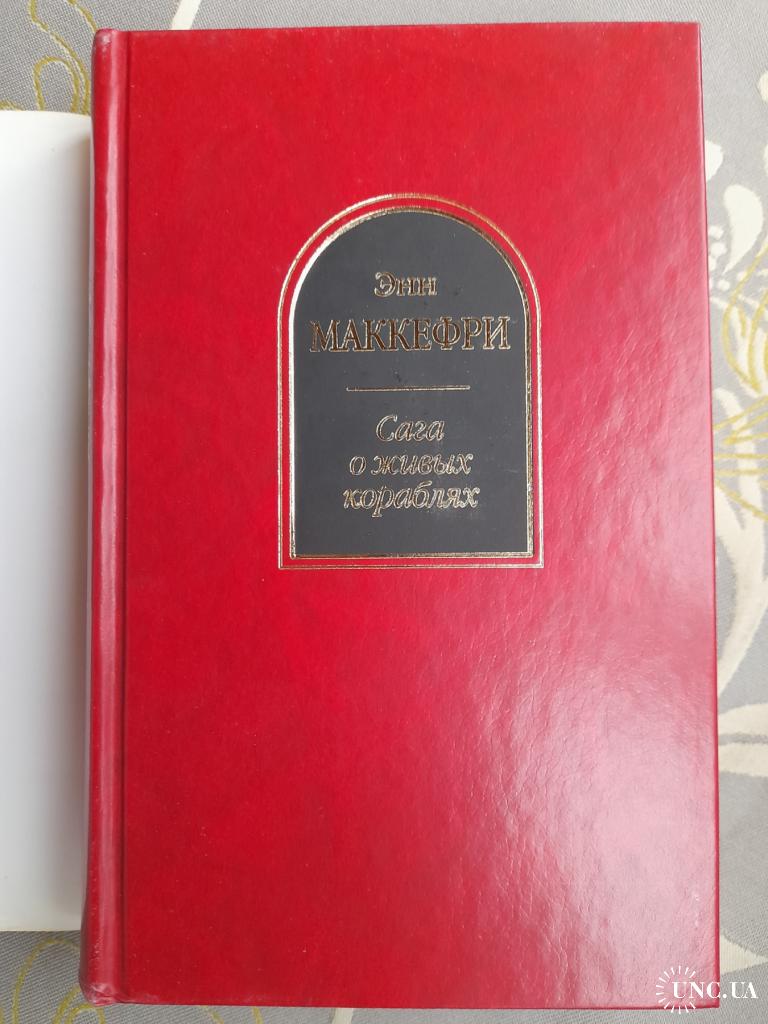 Энн
МАККЕФРИ
Сага
о живых
кораблях
UNC.UA